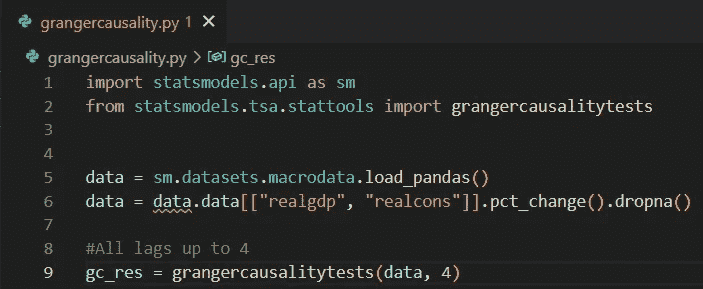 grangercausality.py 1 ×
grangercausality.py > gc_res
1 import statsmodels.api as sm
2 from statsmodels.tsa.stattools import grangercausalitytests
3
4
5 data = sm.datasets.macrodata.load_pandas()
6 data = data.data[["realgdp", "realcons"]].pct_change().dropna()
7
8 #All lags up to 4
9 gc_res = grangercausalitytests(data, 4)